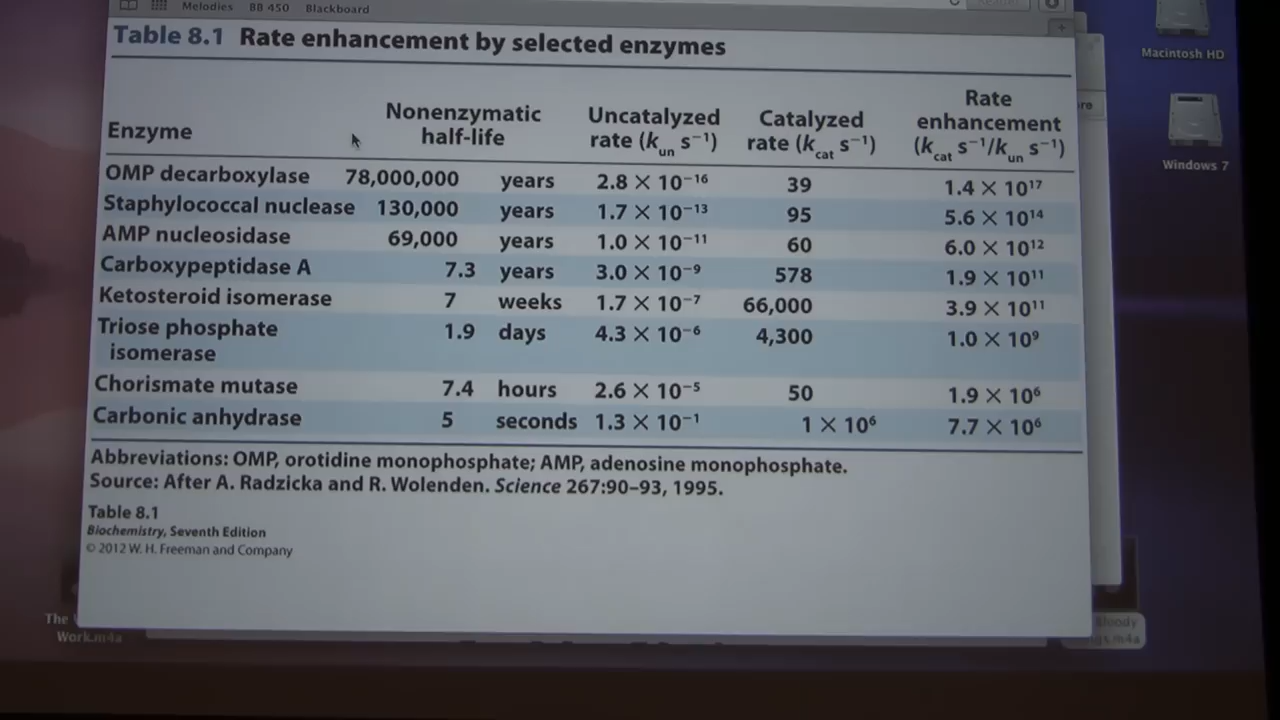 Melodies BB 450 Blackboard
Table 8.1 Rate enhancement by selected enzymes
Enzyme Nonenzymatic half-life Uncatalyzed rate (kun s⁻¹) Catalyzed rate (kcat s⁻¹) Rate enhancement (kcat s⁻¹/kun s⁻¹)
OMP decarboxylase 78,000,000 years 2.8 × 10⁻¹⁶ 39 1.4 × 10¹⁷
Staphylococcal nuclease 130,000 years 1.7 × 10⁻¹³ 95 5.6 × 10¹⁴
AMP nucleosidase 69,000 years 1.0 × 10⁻¹¹ 60 6.0 × 10¹²
Carboxypeptidase A 7.3 years 3.0 × 10⁻⁹ 578 1.9 × 10¹¹
Ketosteroid isomerase 7 weeks 1.7 × 10⁻⁷ 66,000 3.9 × 10¹¹
Triose phosphate isomerase 1.9 days 4.3 × 10⁻⁶ 4,300 1.0 × 10⁹
Chorismate mutase 7.4 hours 2.6 × 10⁻⁵ 50 1.9 × 10⁶
Carbonic anhydrase 5 seconds 1.3 × 10⁻¹ 1 × 10⁶ 7.7 × 10⁶
Abbreviations: OMP, orotidine monophosphate; AMP, adenosine monophosphate.
Source: After A. Radzicka and R. Wolenden. Science 267:90–93, 1995.
Table 8.1
Biochemistry, Seventh Edition
© 2012 W. H. Freeman and Company
Macintosh HD
Windows 7
The
Work.m4a
Bloody